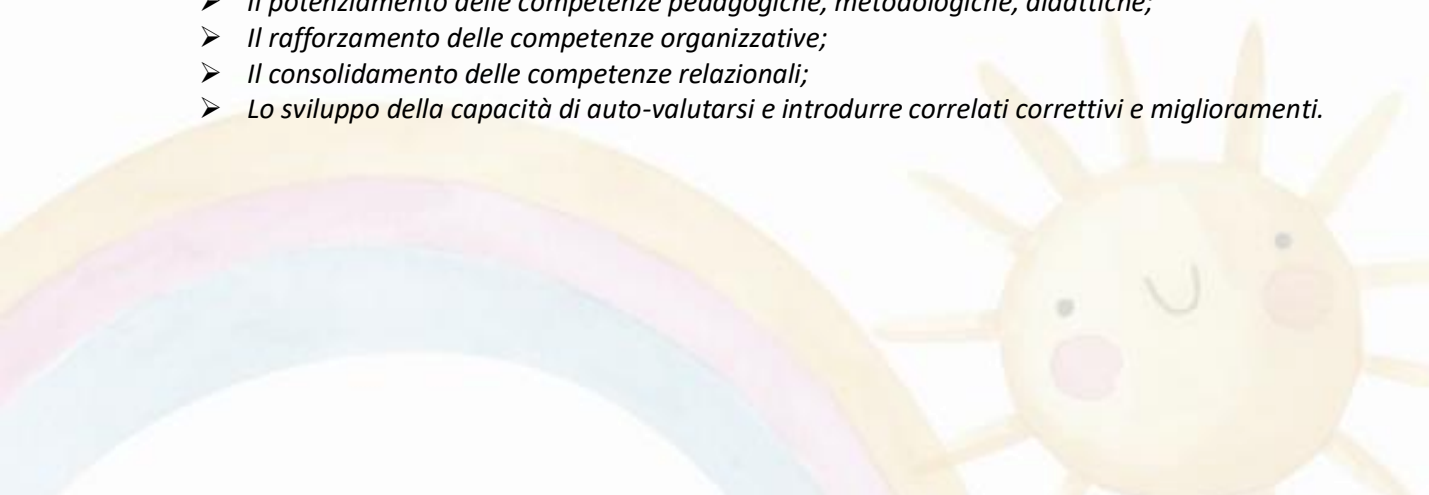 ➢ Il potenziamento delle competenze pedagogiche, metodologiche, didattiche;
➢ Il rafforzamento delle competenze organizzative;
➢ Il consolidamento delle competenze relazionali;
➢ Lo sviluppo della capacità di auto-valutarsi e introdurre correlati correttivi e miglioramenti.